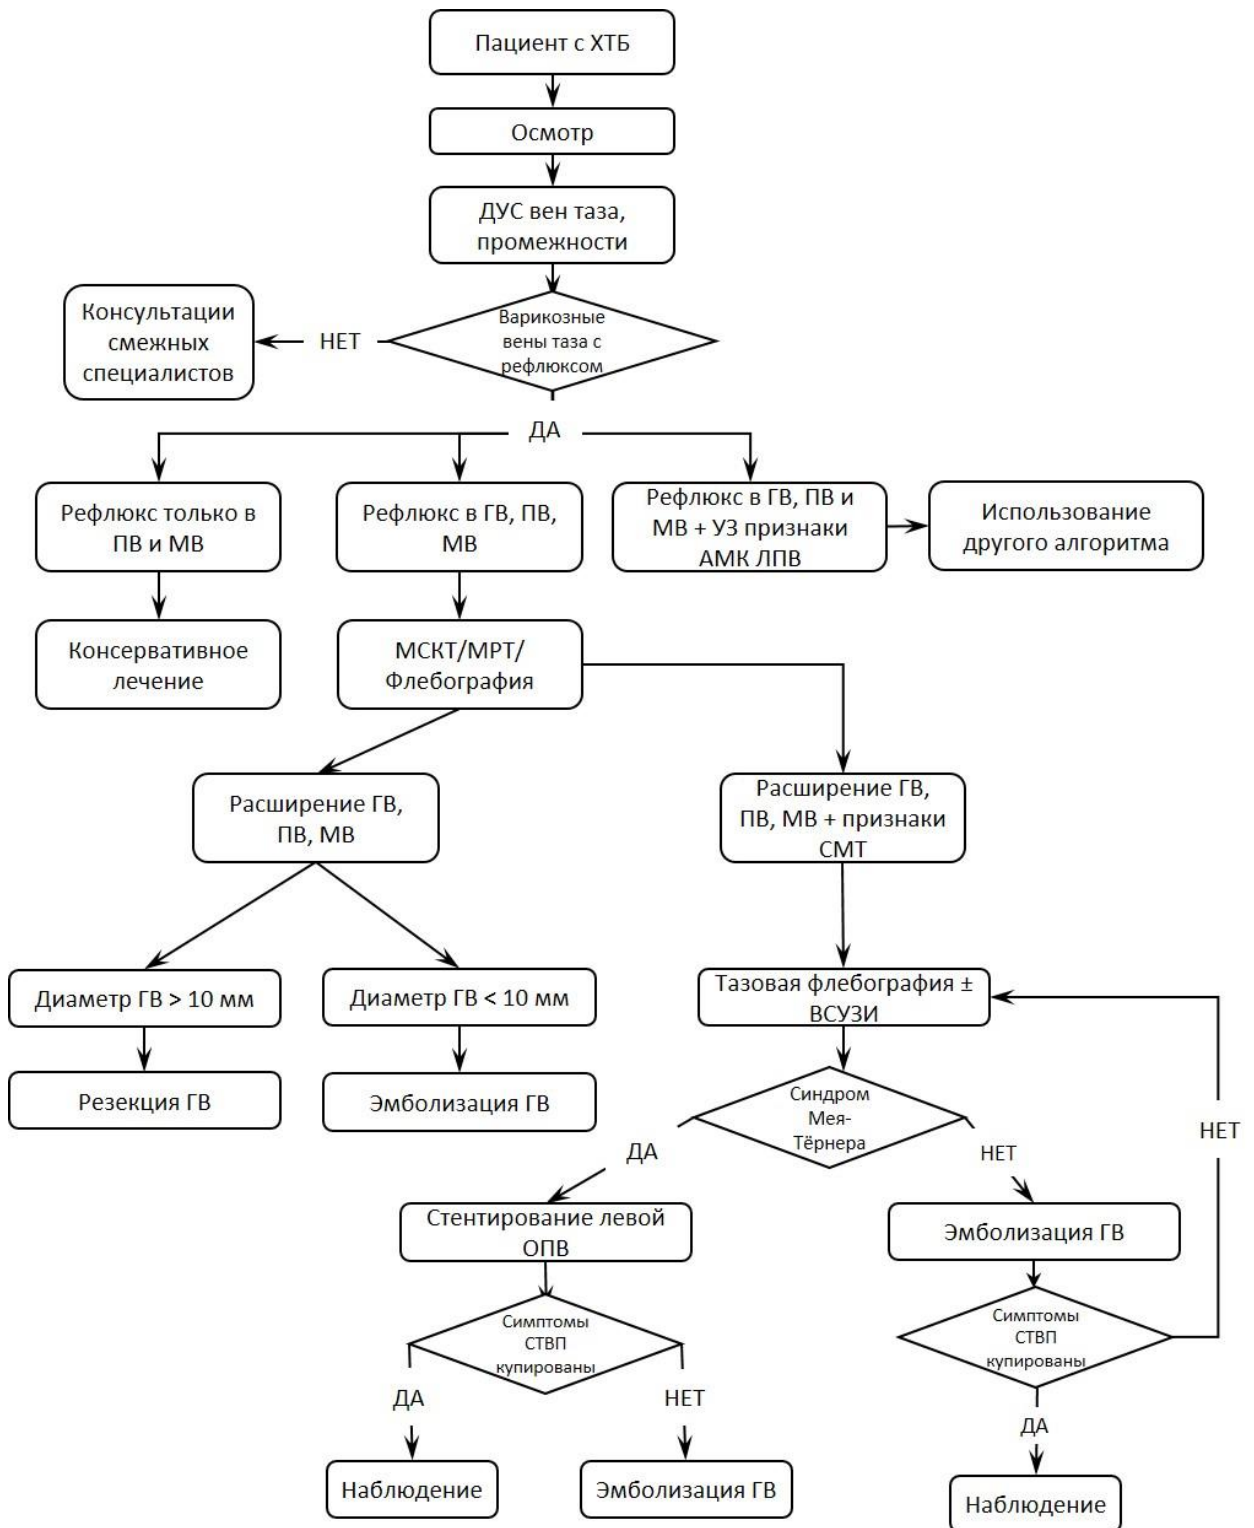 Пациент с ХТБ
Осмотр
ДУС вен таза,
промежности
Варикозные
вены таза с
рефлюксом
НЕТ
Консультации
смежных
специалистов
ДА
Рефлюкс только в
ПВ и МВ
Рефлюкс в ГВ, ПВ,
МВ
Рефлюкс в ГВ, ПВ и
МВ + УЗ признаки
АМК ЛПВ
Использование
другого алгоритма
Консервативное
лечение
МСКТ/МРТ/
Флебография
Расширение ГВ,
ПВ, МВ
Расширение ГВ,
ПВ, МВ + признаки
СМТ
Диаметр ГВ > 10 мм
Диаметр ГВ < 10 мм
Тазовая флебография ±
ВСУЗИ
Резекция ГВ
Эмболизация ГВ
Синдром
Мея-
Тёрнера
НЕТ
ДА
НЕТ
Стентирование левой
ОПВ
Эмболизация ГВ
Симптомы
СТВП
купированы
Симптомы
СТВП
купированы
ДА
НЕТ
ДА
Наблюдение
Эмболизация ГВ
Наблюдение